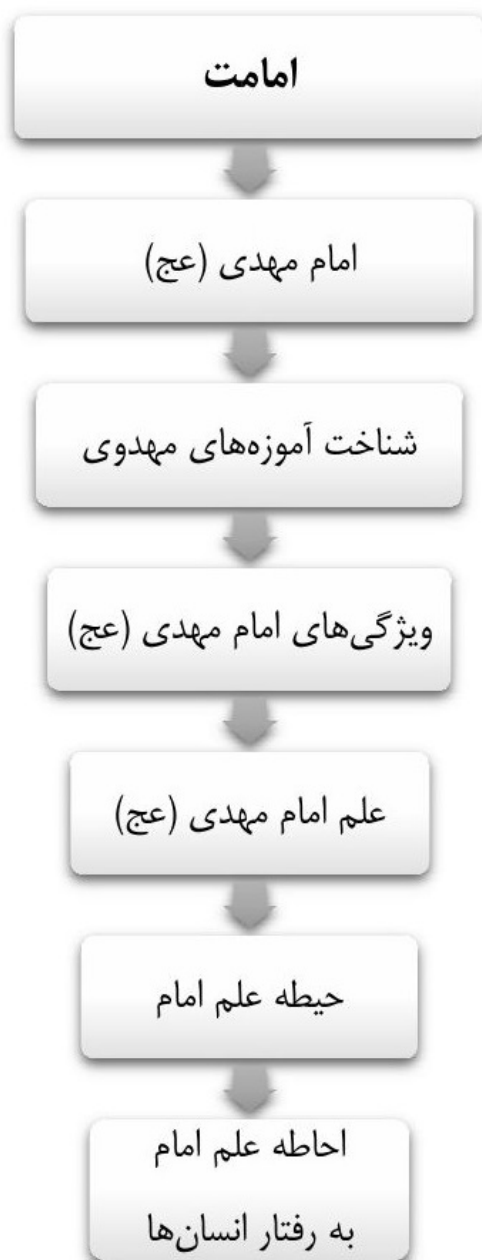 امامت
امام مهدی (عج)
شناخت آموزه‌های مهدوی
ویژگی‌های امام مهدی (عج)
علم امام مهدی (عج)
حیطه علم امام
احاطه علم امام
به رفتار انسان‌ها